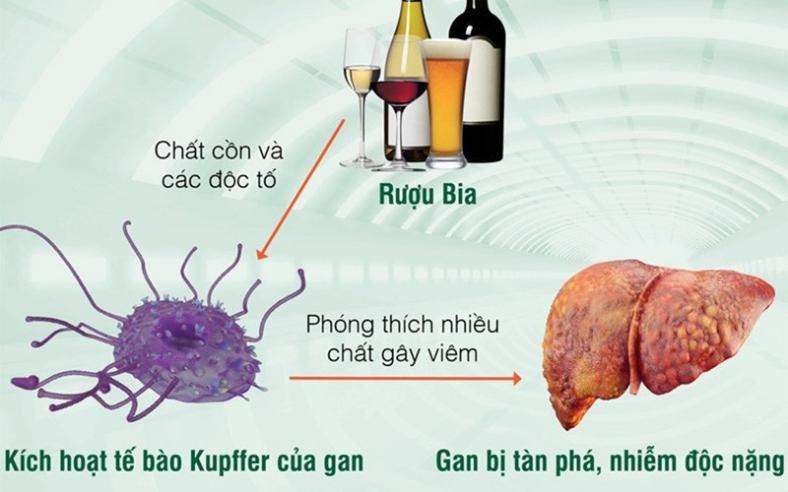 Chất cồn và
các độc tố
Rượu Bia
Phóng thích nhiều
chất gây viêm
Kích hoạt tế bào Kupffer của gan
Gan bị tàn phá, nhiễm độc nặng